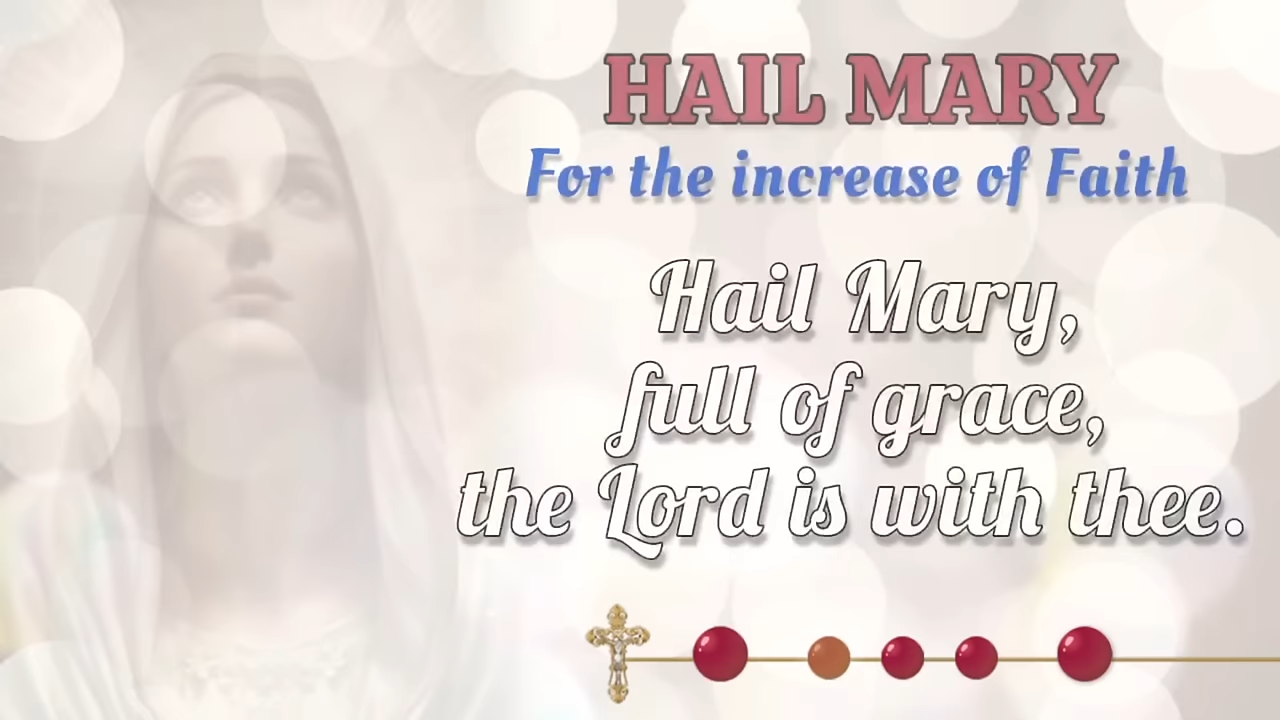 HAIL MARY
For the increase of Faith
Hail Mary,
full of grace,
the Lord is with thee.